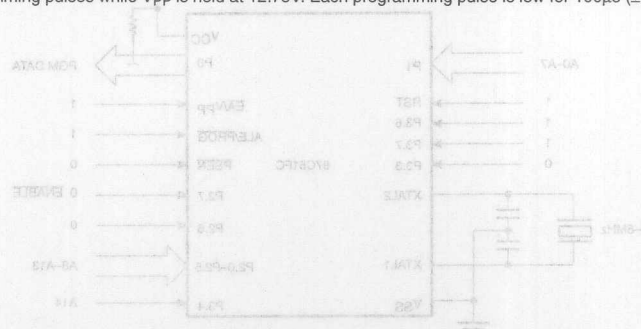 mming pulses while Vpp is held at 12.75V. Each programming pulse is low for 100µs (
VCC
PGM DATA
P0
P1
A0-A7
1
EA/VPP
RST
1
P3.6
1
1
ALE/PROG
P3.7
1
0
PSEN
87C51FC
P3.3
0
0 ENABLE
P2.7
XTAL2
0
P2.6
-6MHz
A8-A13
P2.0-P2.5
XTAL1
A14
P3.4
VSS